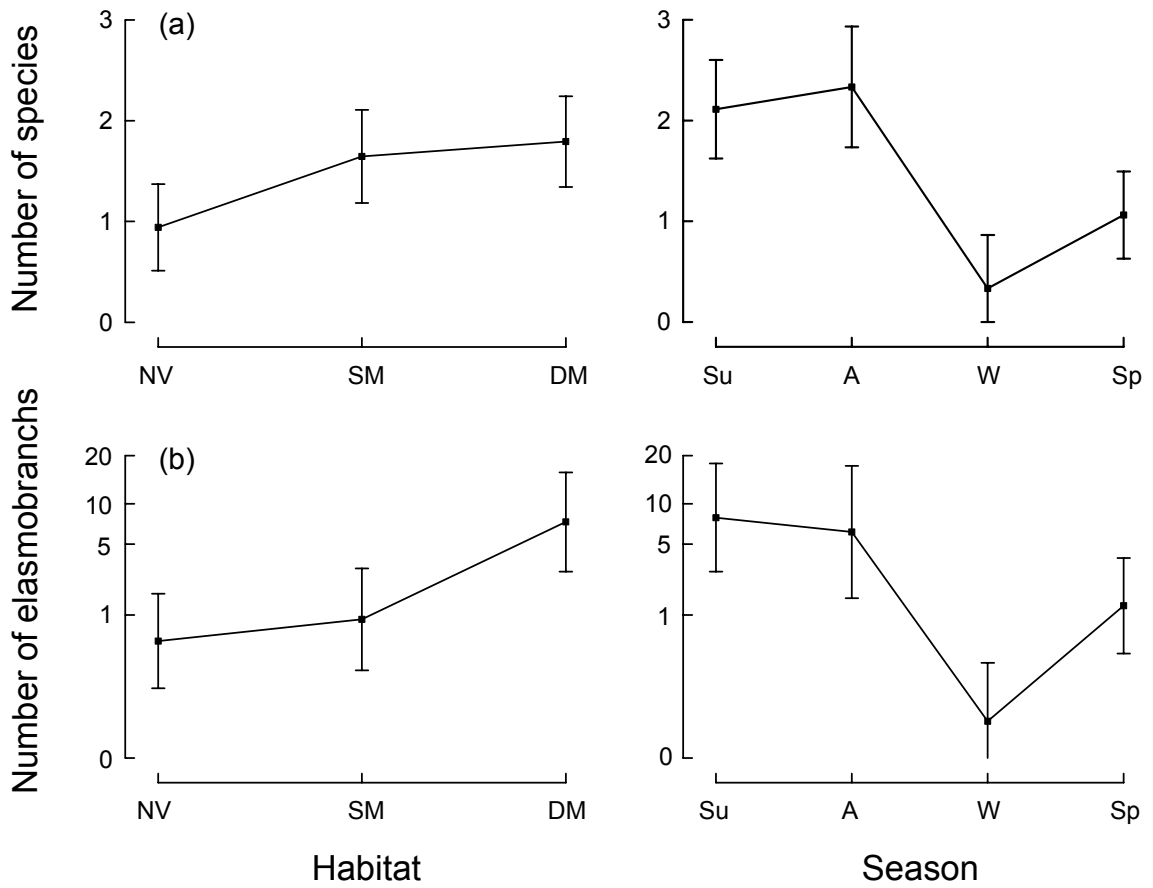 (a)
Number of species
3
2
1
0
NV SM DM
3
2
1
0
Su A W Sp
(b)
Number of elasmobranchs
20
10
5
1
0
NV SM DM
Habitat
20
10
5
1
0
Su A W Sp
Season